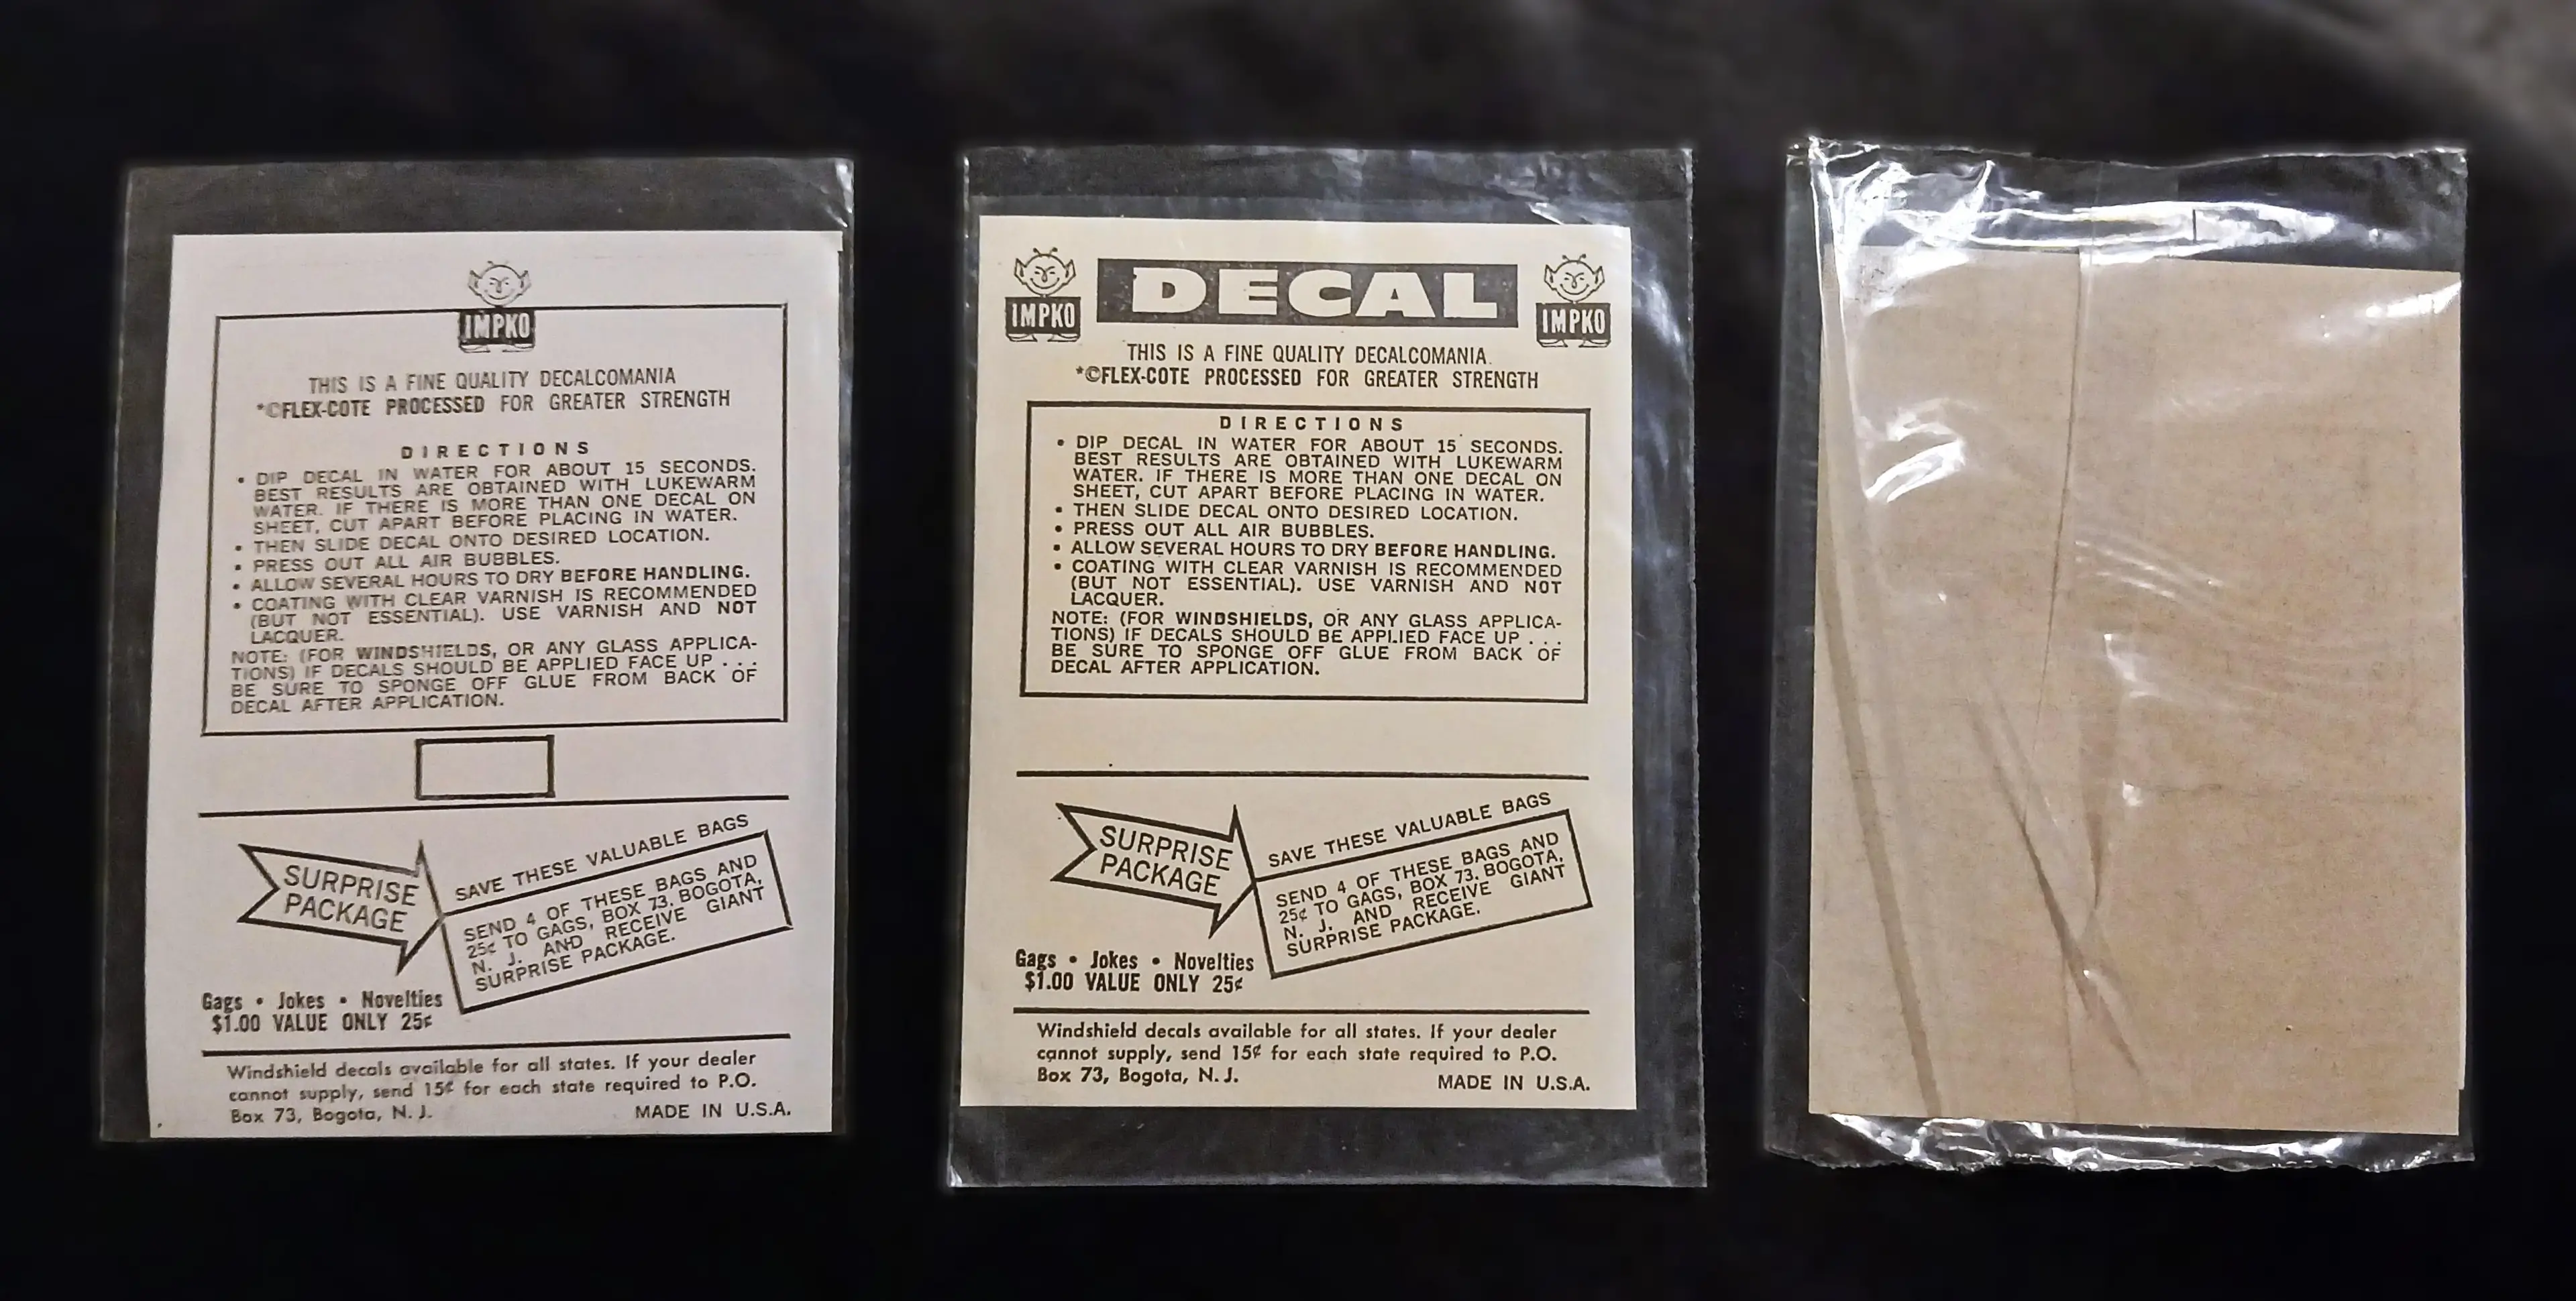 IMPKO
THIS IS A FINE QUALITY DECALCOMANIA
*©FLEX-COTE PROCESSED FOR GREATER STRENGTH
DIRECTIONS
• DIP DECAL IN WATER FOR ABOUT 15 SECONDS.
BEST RESULTS ARE OBTAINED WITH LUKEWARM
WATER. IF THERE IS MORE THAN ONE DECAL ON
SHEET, CUT APART BEFORE PLACING IN WATER.
• THEN SLIDE DECAL ONTO DESIRED LOCATION.
• PRESS OUT ALL AIR BUBBLES.
• ALLOW SEVERAL HOURS TO DRY BEFORE HANDLING.
• COATING WITH CLEAR VARNISH IS RECOMMENDED
(BUT NOT ESSENTIAL). USE VARNISH AND NOT
LACQUER.
NOTE: (FOR WINDSHIELDS, OR ANY GLASS APPLICA-
TIONS) IF DECALS SHOULD BE APPLIED FACE UP . . .
BE SURE TO SPONGE OFF GLUE FROM BACK OF
DECAL AFTER APPLICATION.
SURPRISE
PACKAGE
SAVE THESE VALUABLE BAGS
SEND 4 OF THESE BAGS AND
25¢ TO GAGS, BOX 73, BOGOTA,
N. J. AND RECEIVE GIANT
SURPRISE PACKAGE.
Gags • Jokes • Novelties
$1.00 VALUE ONLY 25¢
Windshield decals available for all states. If your dealer
cannot supply, send 15¢ for each state required to P.O.
Box 73, Bogota, N. J.
MADE IN U.S.A.
IMPKO
DECAL
IMPKO
THIS IS A FINE QUALITY DECALCOMANIA.
*©FLEX-COTE PROCESSED FOR GREATER STRENGTH
DIRECTIONS
• DIP DECAL IN WATER FOR ABOUT 15 SECONDS.
BEST RESULTS ARE OBTAINED WITH LUKEWARM
WATER. IF THERE IS MORE THAN ONE DECAL ON
SHEET, CUT APART BEFORE PLACING IN WATER.
• THEN SLIDE DECAL ONTO DESIRED LOCATION.
• PRESS OUT ALL AIR BUBBLES.
• ALLOW SEVERAL HOURS TO DRY BEFORE HANDLING.
• COATING WITH CLEAR VARNISH IS RECOMMENDED
(BUT NOT ESSENTIAL). USE VARNISH AND NOT
LACQUER.
NOTE: (FOR WINDSHIELDS, OR ANY GLASS APPLICA-
TIONS) IF DECALS SHOULD BE APPLIED FACE UP . . .
BE SURE TO SPONGE OFF GLUE FROM BACK OF
DECAL AFTER APPLICATION.
SURPRISE
PACKAGE
SAVE THESE VALUABLE BAGS
SEND 4 OF THESE BAGS AND
25¢ TO GAGS, BOX 73, BOGOTA,
N. J. AND RECEIVE GIANT
SURPRISE PACKAGE.
Gags • Jokes • Novelties
$1.00 VALUE ONLY 25¢
Windshield decals available for all states. If your dealer
cannot supply, send 15¢ for each state required to P.O.
Box 73, Bogota, N. J.
MADE IN U.S.A.